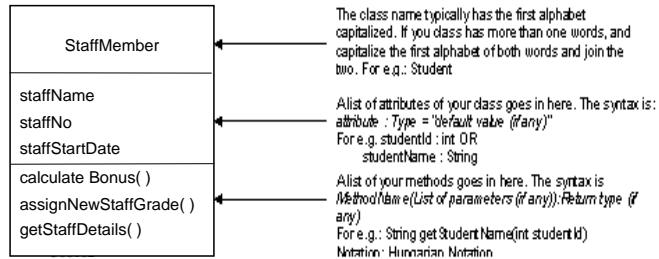 StaffMember
staffName
staffNo
staffStartDate
calculate Bonus( )
assignNewStaffGrade( )
getStaffDetails( )
The class name typically has the first alphabet
capitalized. If you class has more than one words, and
capitalize the first alphabet of both words and join the
two. For e.g.: Student
A list of attributes of your class goes in here. The syntax is:
attribute : Type = "default value (if any)"
For e.g. studentId : int OR
studentName : String
A list of your methods goes in here. The syntax is
MethodName(List of parameters (if any)):Return type (if
any)
For e.g.: String getStudentName(int studentId)
Notation: Hungarian Notation